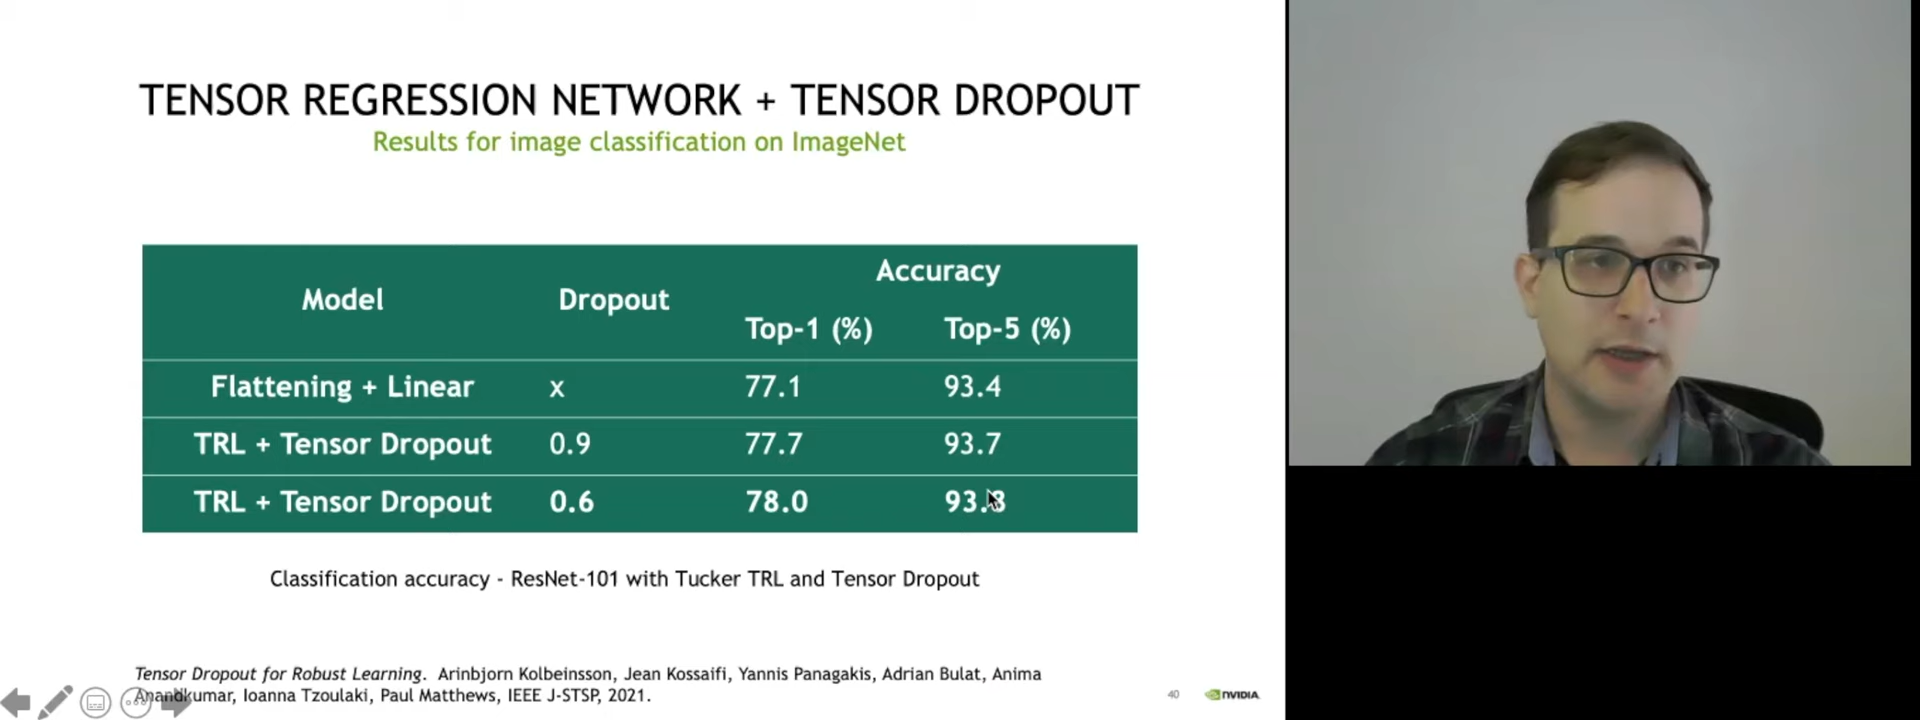 TENSOR REGRESSION NETWORK + TENSOR DROPOUT
Results for image classification on ImageNet
Accuracy
Model Dropout
Top-1 (%) Top-5 (%)
Flattening + Linear x 77.1 93.4
TRL + Tensor Dropout 0.9 77.7 93.7
TRL + Tensor Dropout 0.6 78.0 93.8
Classification accuracy - ResNet-101 with Tucker TRL and Tensor Dropout
Tensor Dropout for Robust Learning. Arinbjorn Kolbeinsson, Jean Kossaifi, Yannis Panagakis, Adrian Bulat, Anima
Anandkumar, Ioanna Tzoulaki, Paul Matthews, IEEE J-STSP, 2021.
40 NVIDIA